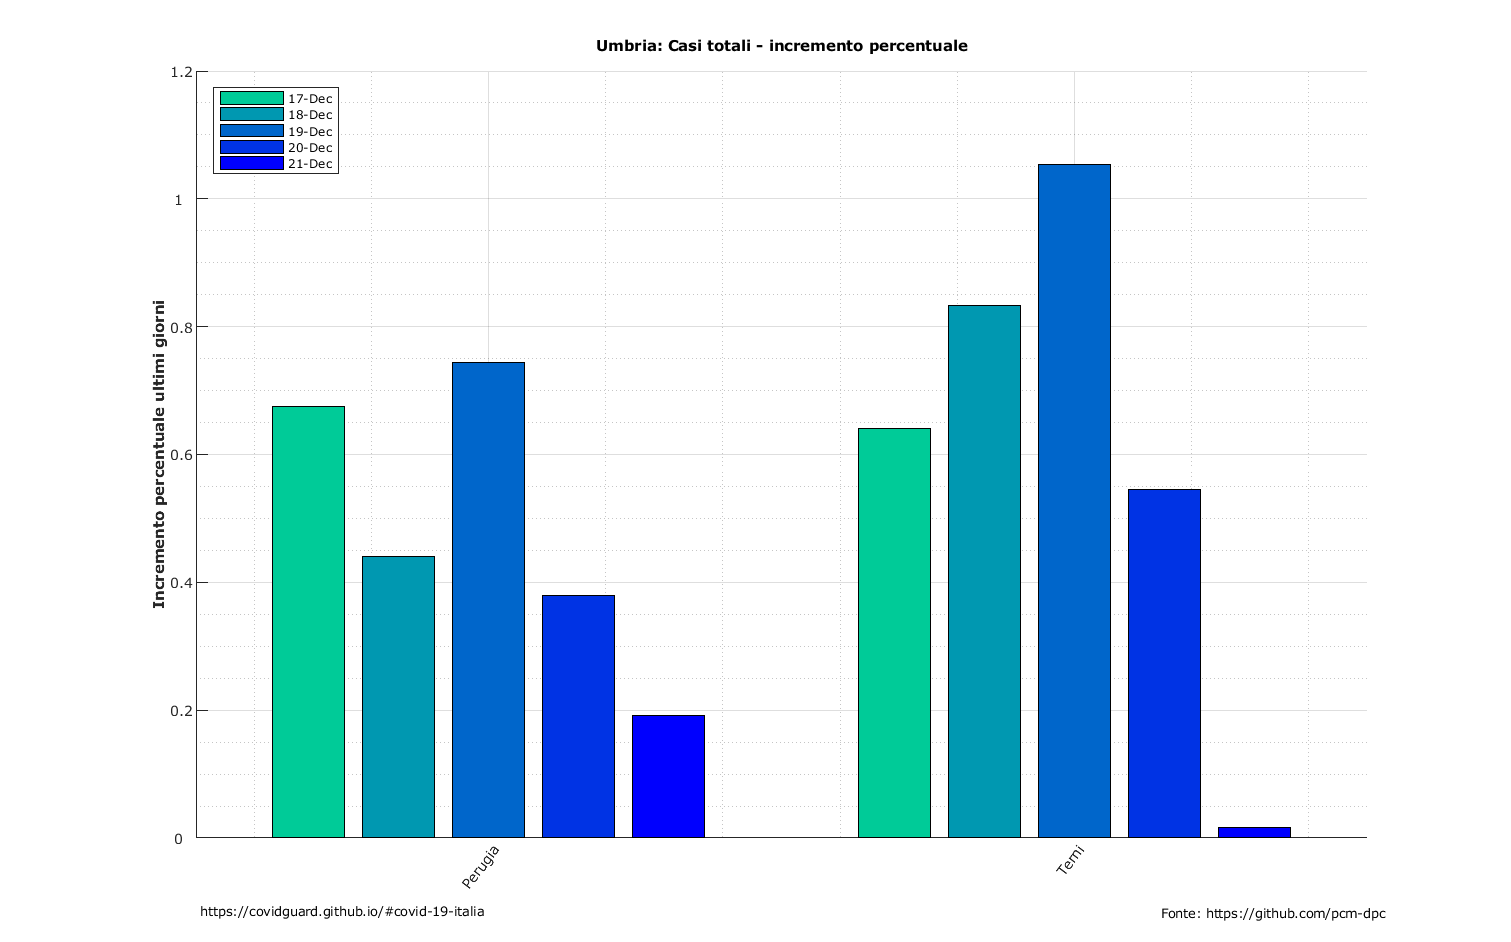 Umbria: Casi totali - incremento percentuale
1.2
1
0.8
0.6
0.4
0.2
0
Incremento percentuale ultimi giorni
17-Dec
18-Dec
19-Dec
20-Dec
21-Dec
Perugia
Terni
https://covidguard.github.io/#covid-19-italia
Fonte: https://github.com/pcm-dpc